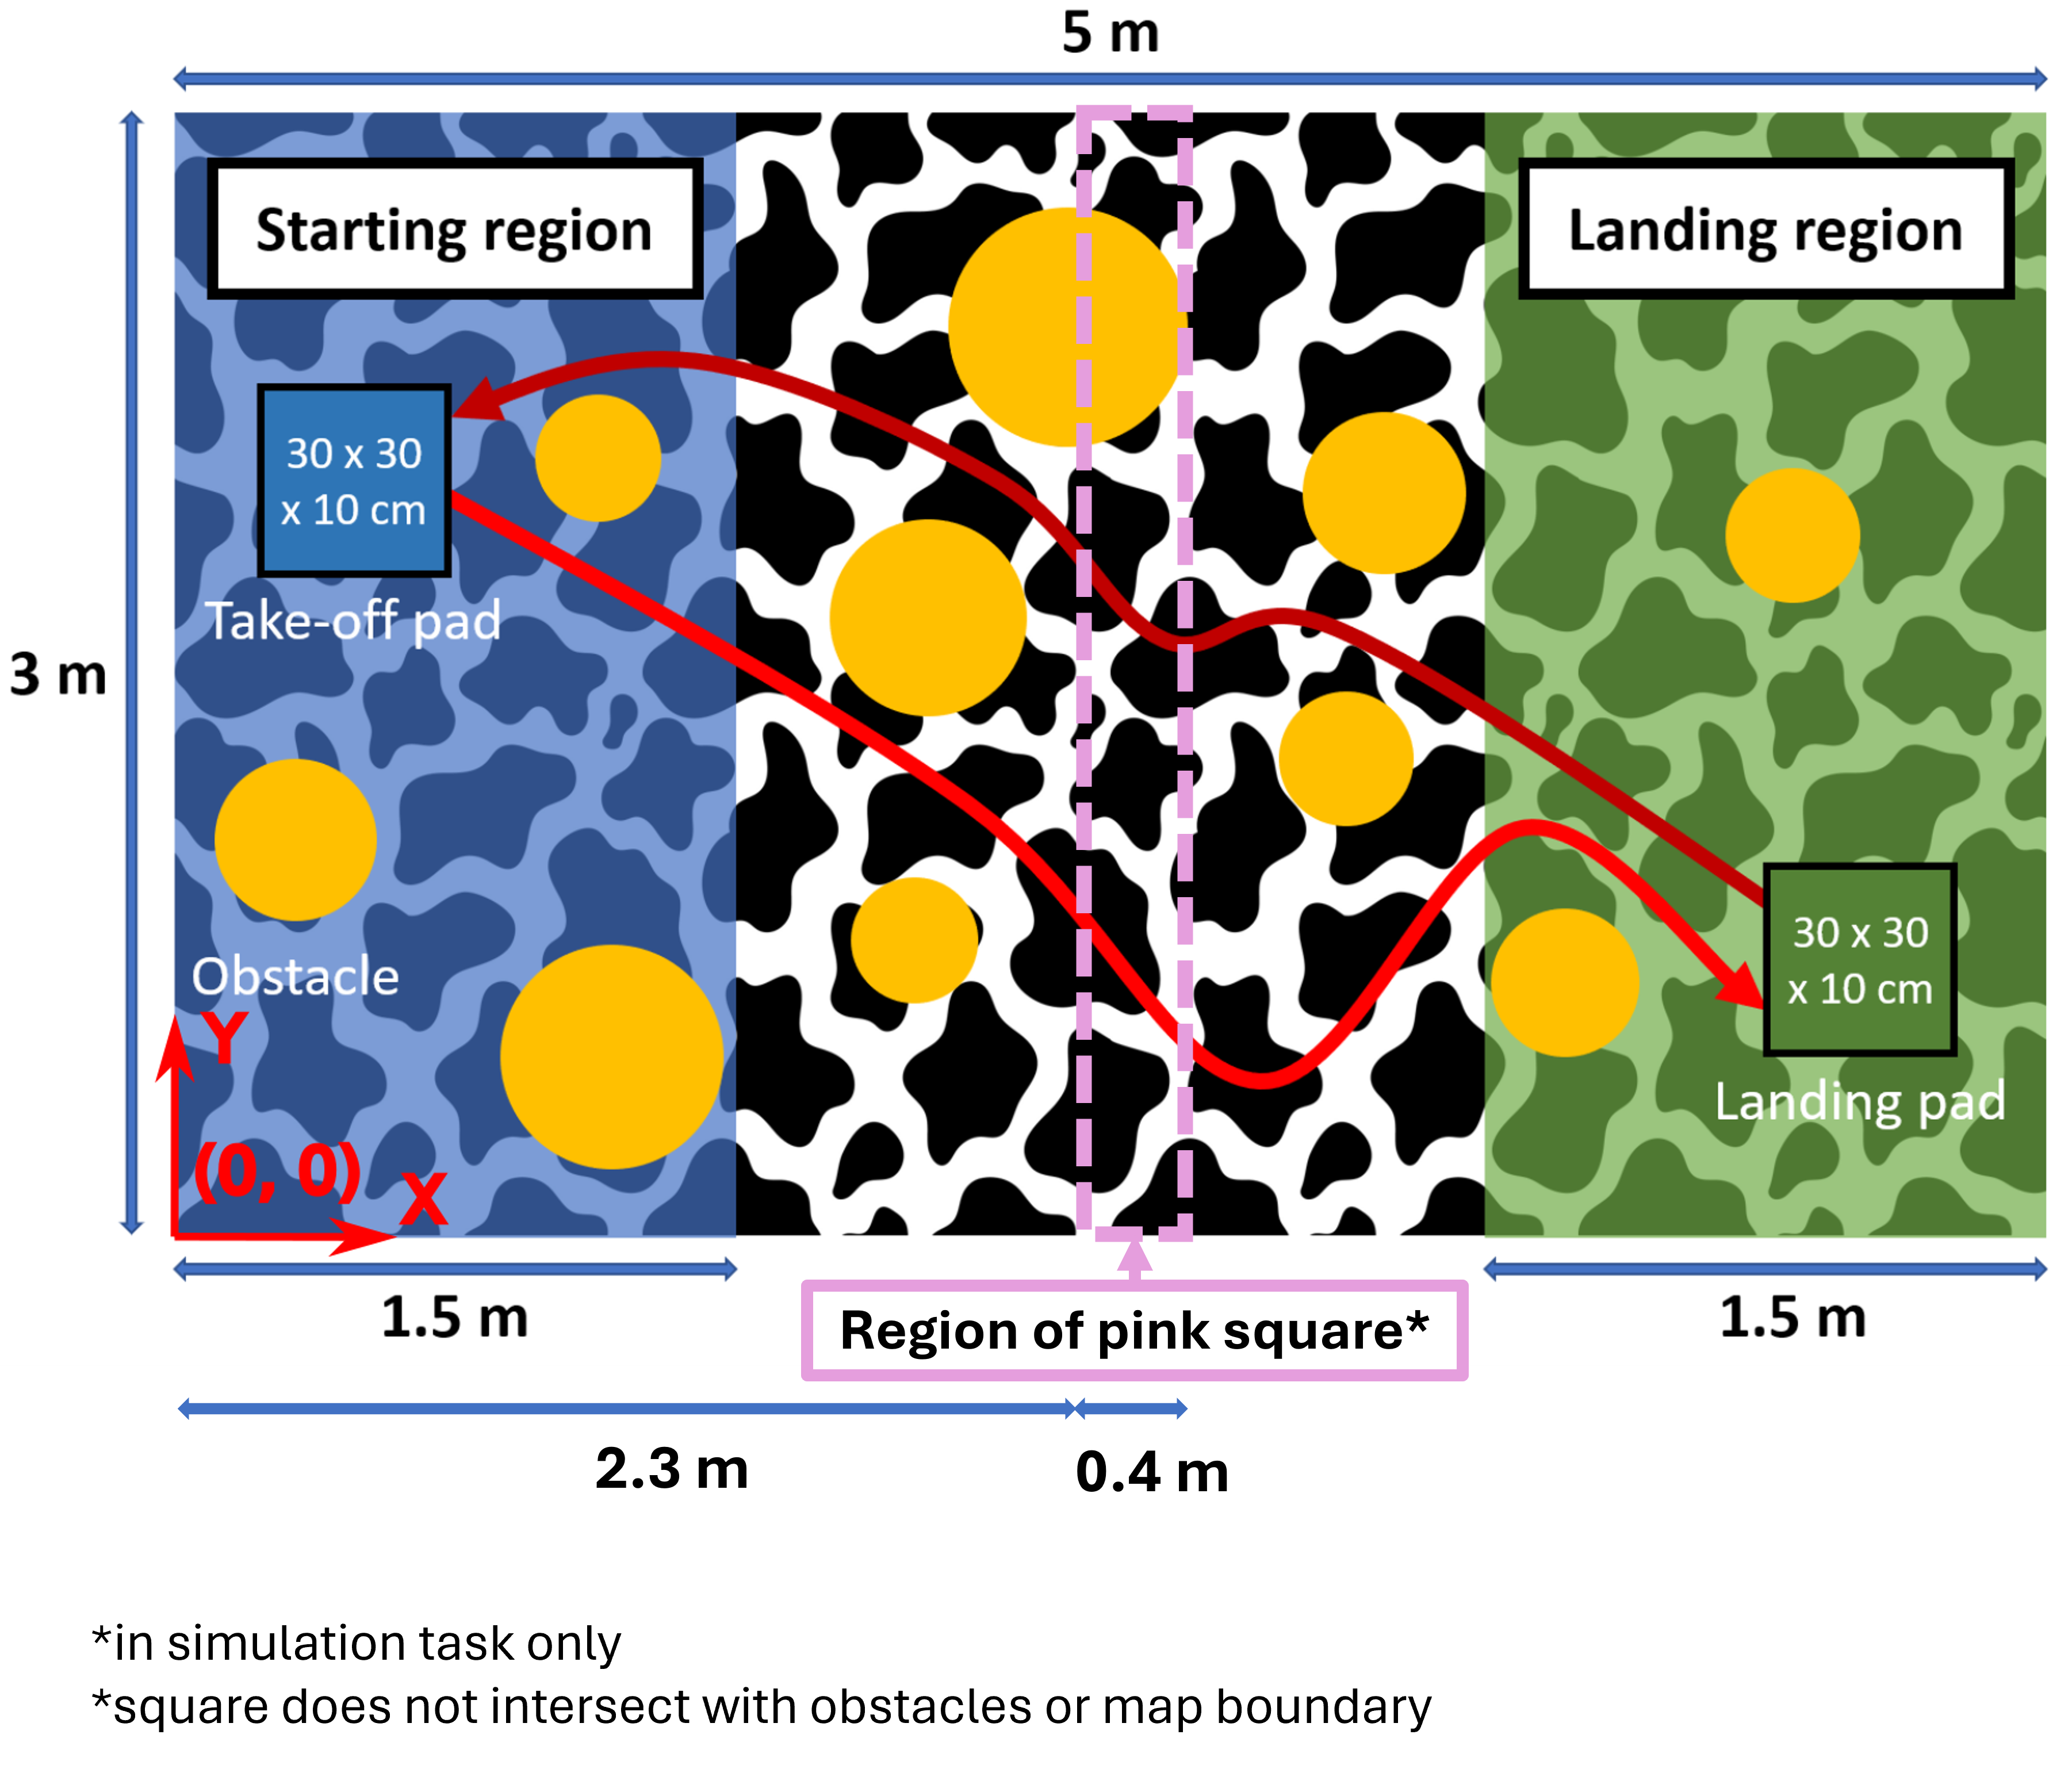 5 m
Starting region
Landing region
30 x 30
x 10 cm
Take-off pad
3 m
Obstacle
30 x 30
x 10 cm
Landing pad
Y
(0, 0)
X
1.5 m
Region of pink square*
1.5 m
2.3 m
0.4 m
*in simulation task only
*square does not intersect with obstacles or map boundary